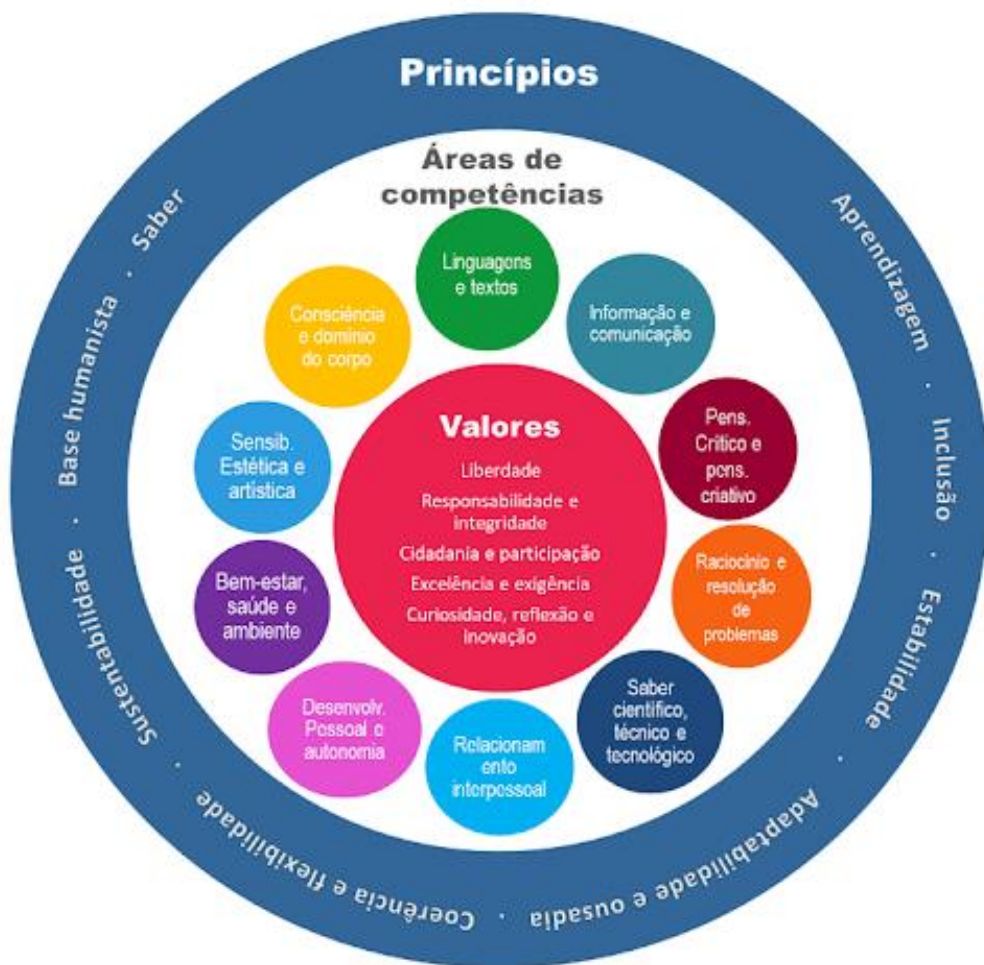 Princípios
Saber
·
Base humanista
·
Sustentabilidade
·
Coerência e flexibilidade
·
Adaptabilidade e ousadia
·
Estabilidade
·
Inclusão
·
Aprendizagem
Áreas de
competências
Linguagens
e textos
Informação e
comunicação
Pens.
Crítico e
pens.
criativo
Raciocínio e
resolução
de
problemas
Saber
científico,
técnico e
tecnológico
Relacionam
ento
interpessoal
Desenvolv.
Pessoal e
autonomia
Bem-estar,
saúde e
ambiente
Sensib.
Estética e
artística
Consciência
e domínio
do corpo
Valores
Liberdade
Responsabilidade e
integridade
Cidadania e participação
Excelência e exigência
Curiosidade, reflexão e
inovação